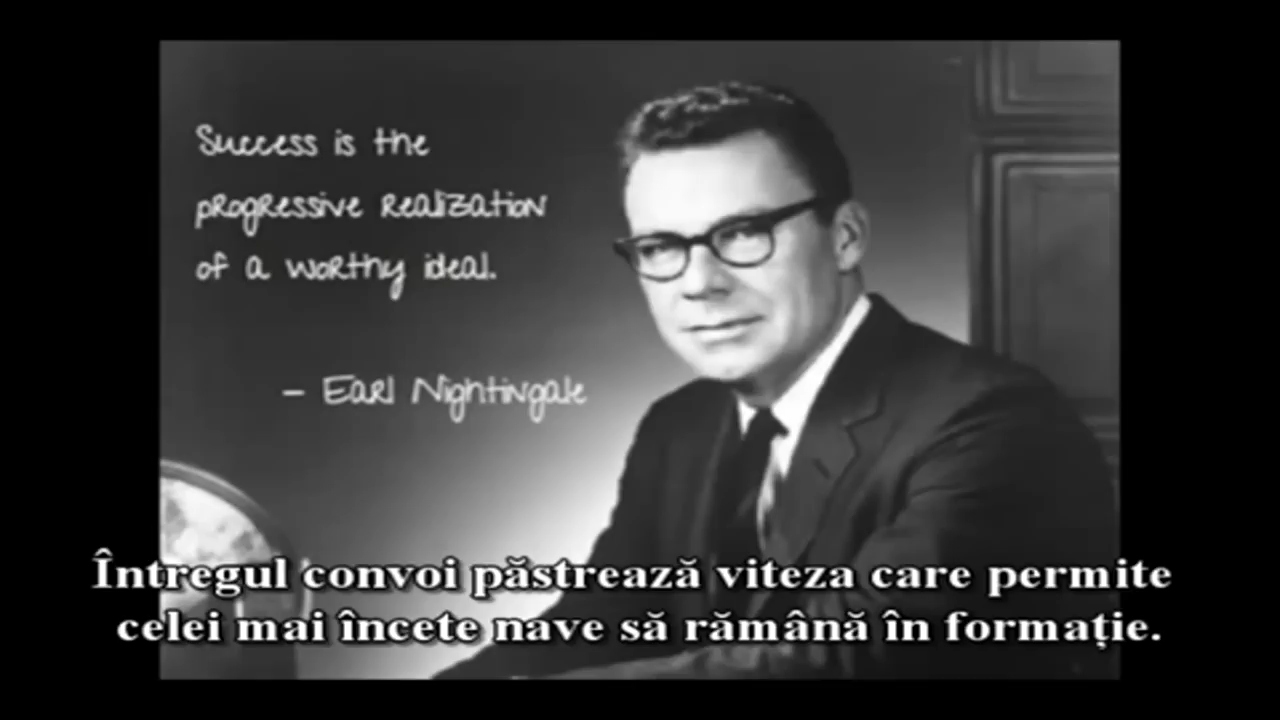 Success is the
progressive realization
of a worthy ideal.
- Earl Nightingale
Întregul convoi păstrează viteza care permite
celei mai încete nave să rămână în formație.